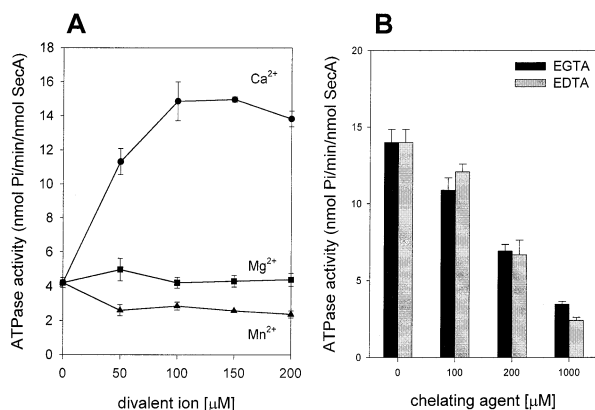 A
ATPase activity (nmol Pi/min/nmol SecA)
18
16
14
12
10
8
6
4
2
0
Ca2+
Mg2+
Mn2+
0 50 100 150 200
divalent ion [µM]
B
ATPase activity (nmol Pi/min/nmol SecA)
20
15
10
5
0
EGTA
EDTA
0 100 200 1000
chelating agent [µM]